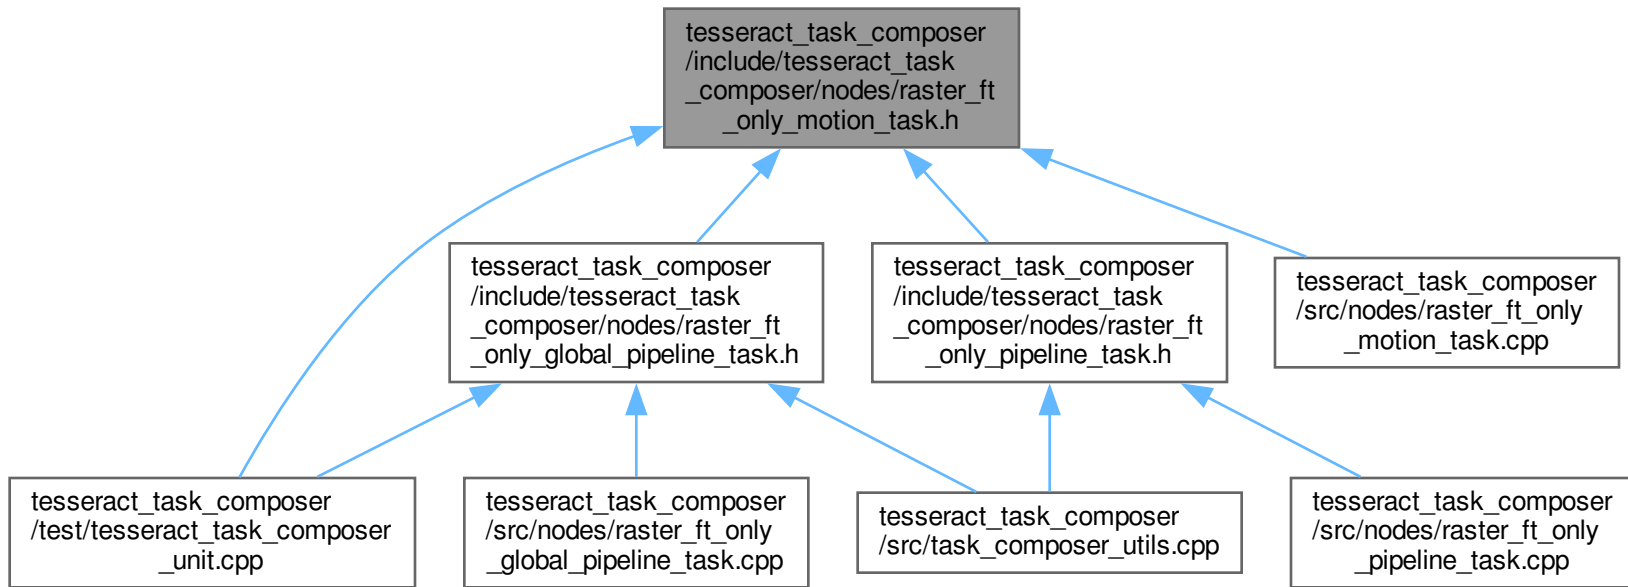 tesseract_task_composer
/include/tesseract_task
_composer/nodes/raster_ft
_only_motion_task.h
tesseract_task_composer
/include/tesseract_task
_composer/nodes/raster_ft
_only_global_pipeline_task.h
tesseract_task_composer
/include/tesseract_task
_composer/nodes/raster_ft
_only_pipeline_task.h
tesseract_task_composer
/src/nodes/raster_ft_only
_motion_task.cpp
tesseract_task_composer
/test/tesseract_task_composer
_unit.cpp
tesseract_task_composer
/src/nodes/raster_ft_only
_global_pipeline_task.cpp
tesseract_task_composer
/src/task_composer_utils.cpp
tesseract_task_composer
/src/nodes/raster_ft_only
_pipeline_task.cpp